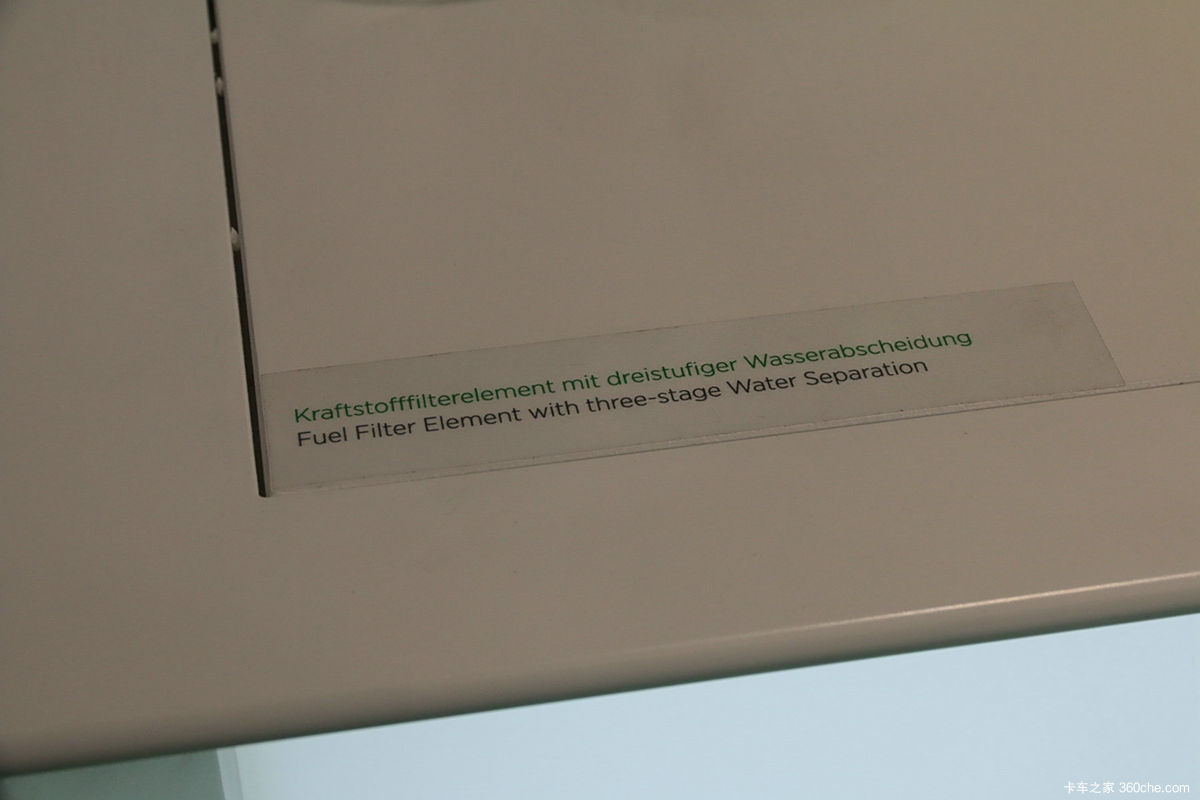 Kraftstofffilterelement mit dreistufiger Wasserabscheidung
Fuel Filter Element with three-stage Water Separation
卡车之家 360che.com